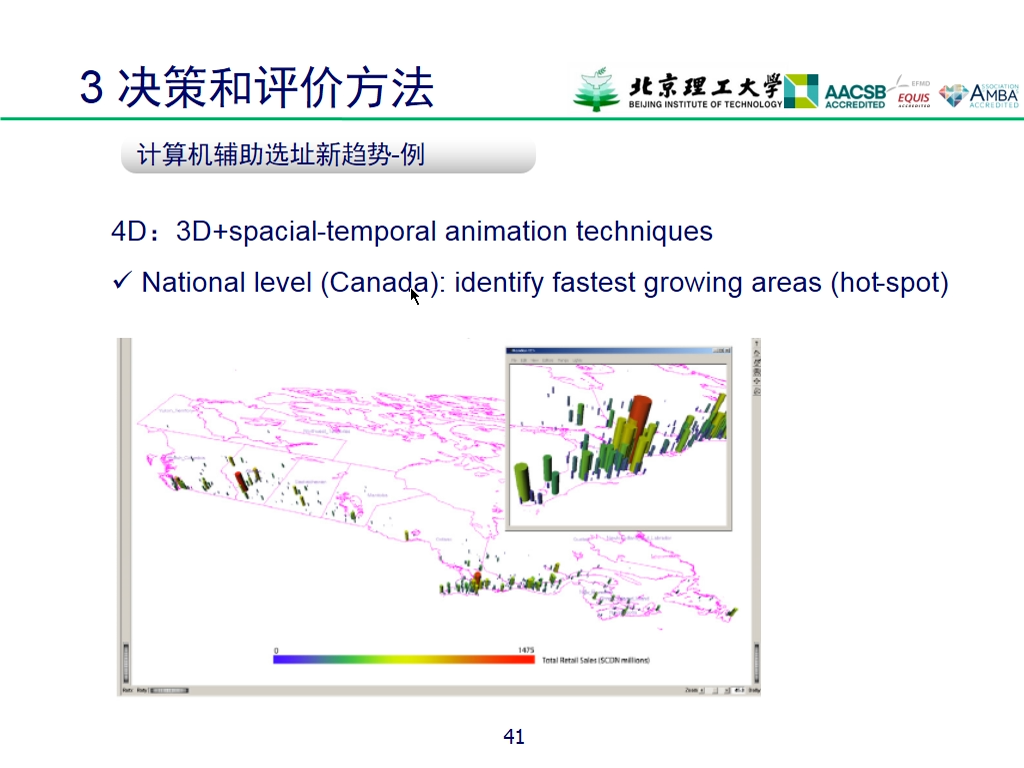 3 决策和评价方法
北京理工大学
BEIJING INSTITUTE OF TECHNOLOGY
AACSB
ACCREDITED
EFMD
EQUIS
ACCREDITED
ASSOCIATION
AMBA
ACCREDITED
计算机辅助选址新趋势-例
4D：3D+spacial-temporal animation techniques
✓ National level (Canada): identify fastest growing areas (hot-spot)
0 1475
Total Retail Sales ($CDN millions)
41